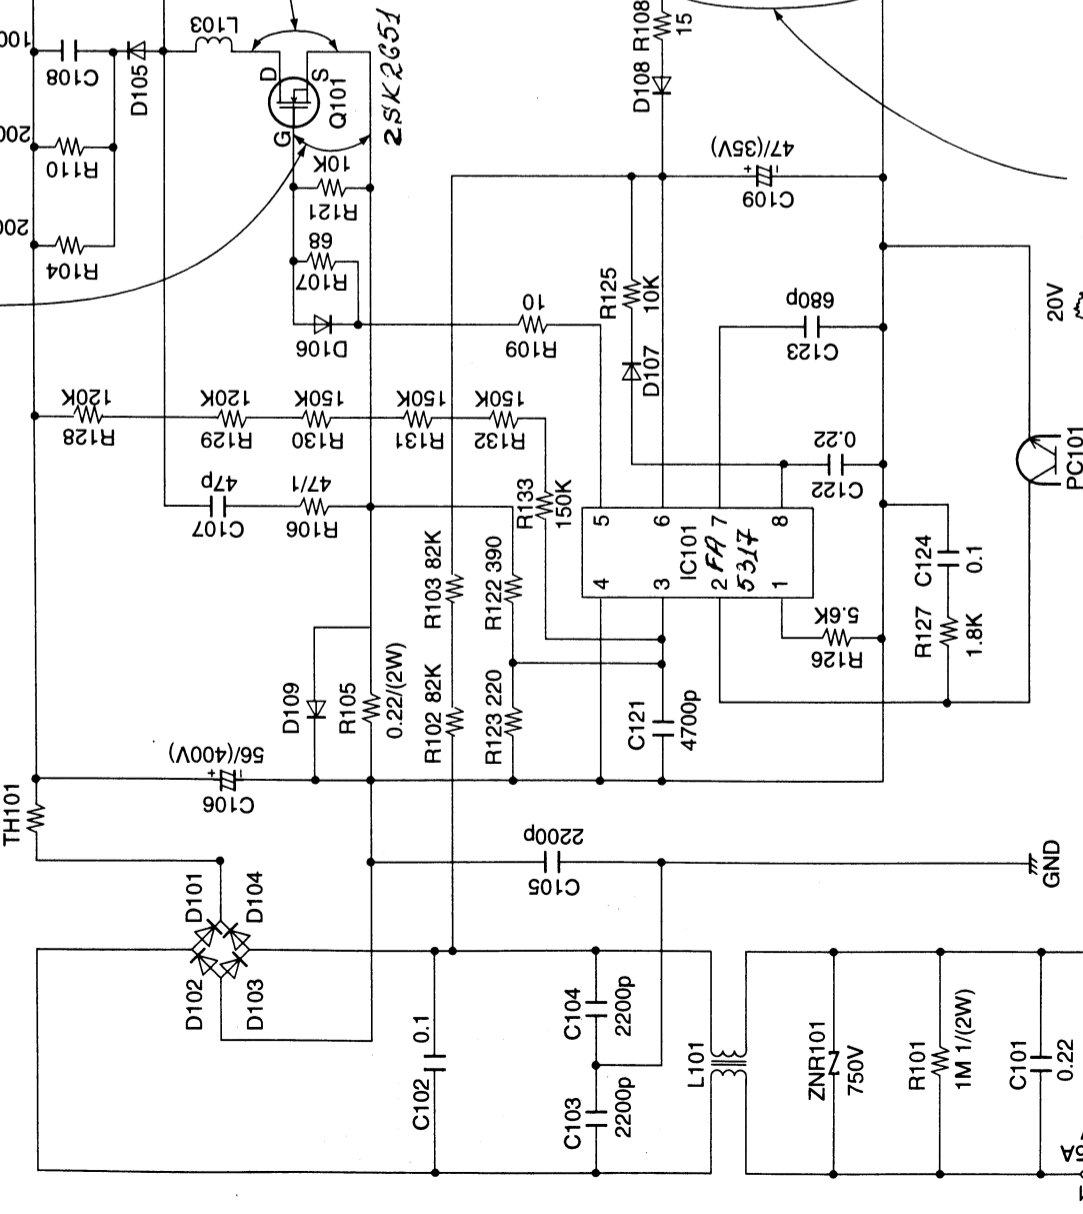 L103
C108
D105
D
S
G
Q101
2SK2651
R110
R104
10K
R121
68
R107
D106
10
R109
R108
15
D108
47/(35V)
+
-
C109
R125
10K
D107
680p
C123
20V
120K
R128
120K
R129
150K
R130
150K
R131
150K
R132
0.22
C122
PC101
47p
C107
47/1
R106
R133
150K
5
6
7
8
IC101
FA
5317
4
3
2
1
R103 82K
R122 390
C124
0.1
5.6K
R126
R127
1.8K
D109
R105
0.22/(2W)
R102 82K
R123 220
C121
4700p
56/(400V)
+
-
C106
TH101
2200p
C105
GND
D101
D104
D102
D103
C102
0.1
C104
2200p
C103
2200p
L101
ZNR101
750V
R101
1M 1/(2W)
C101
0.22